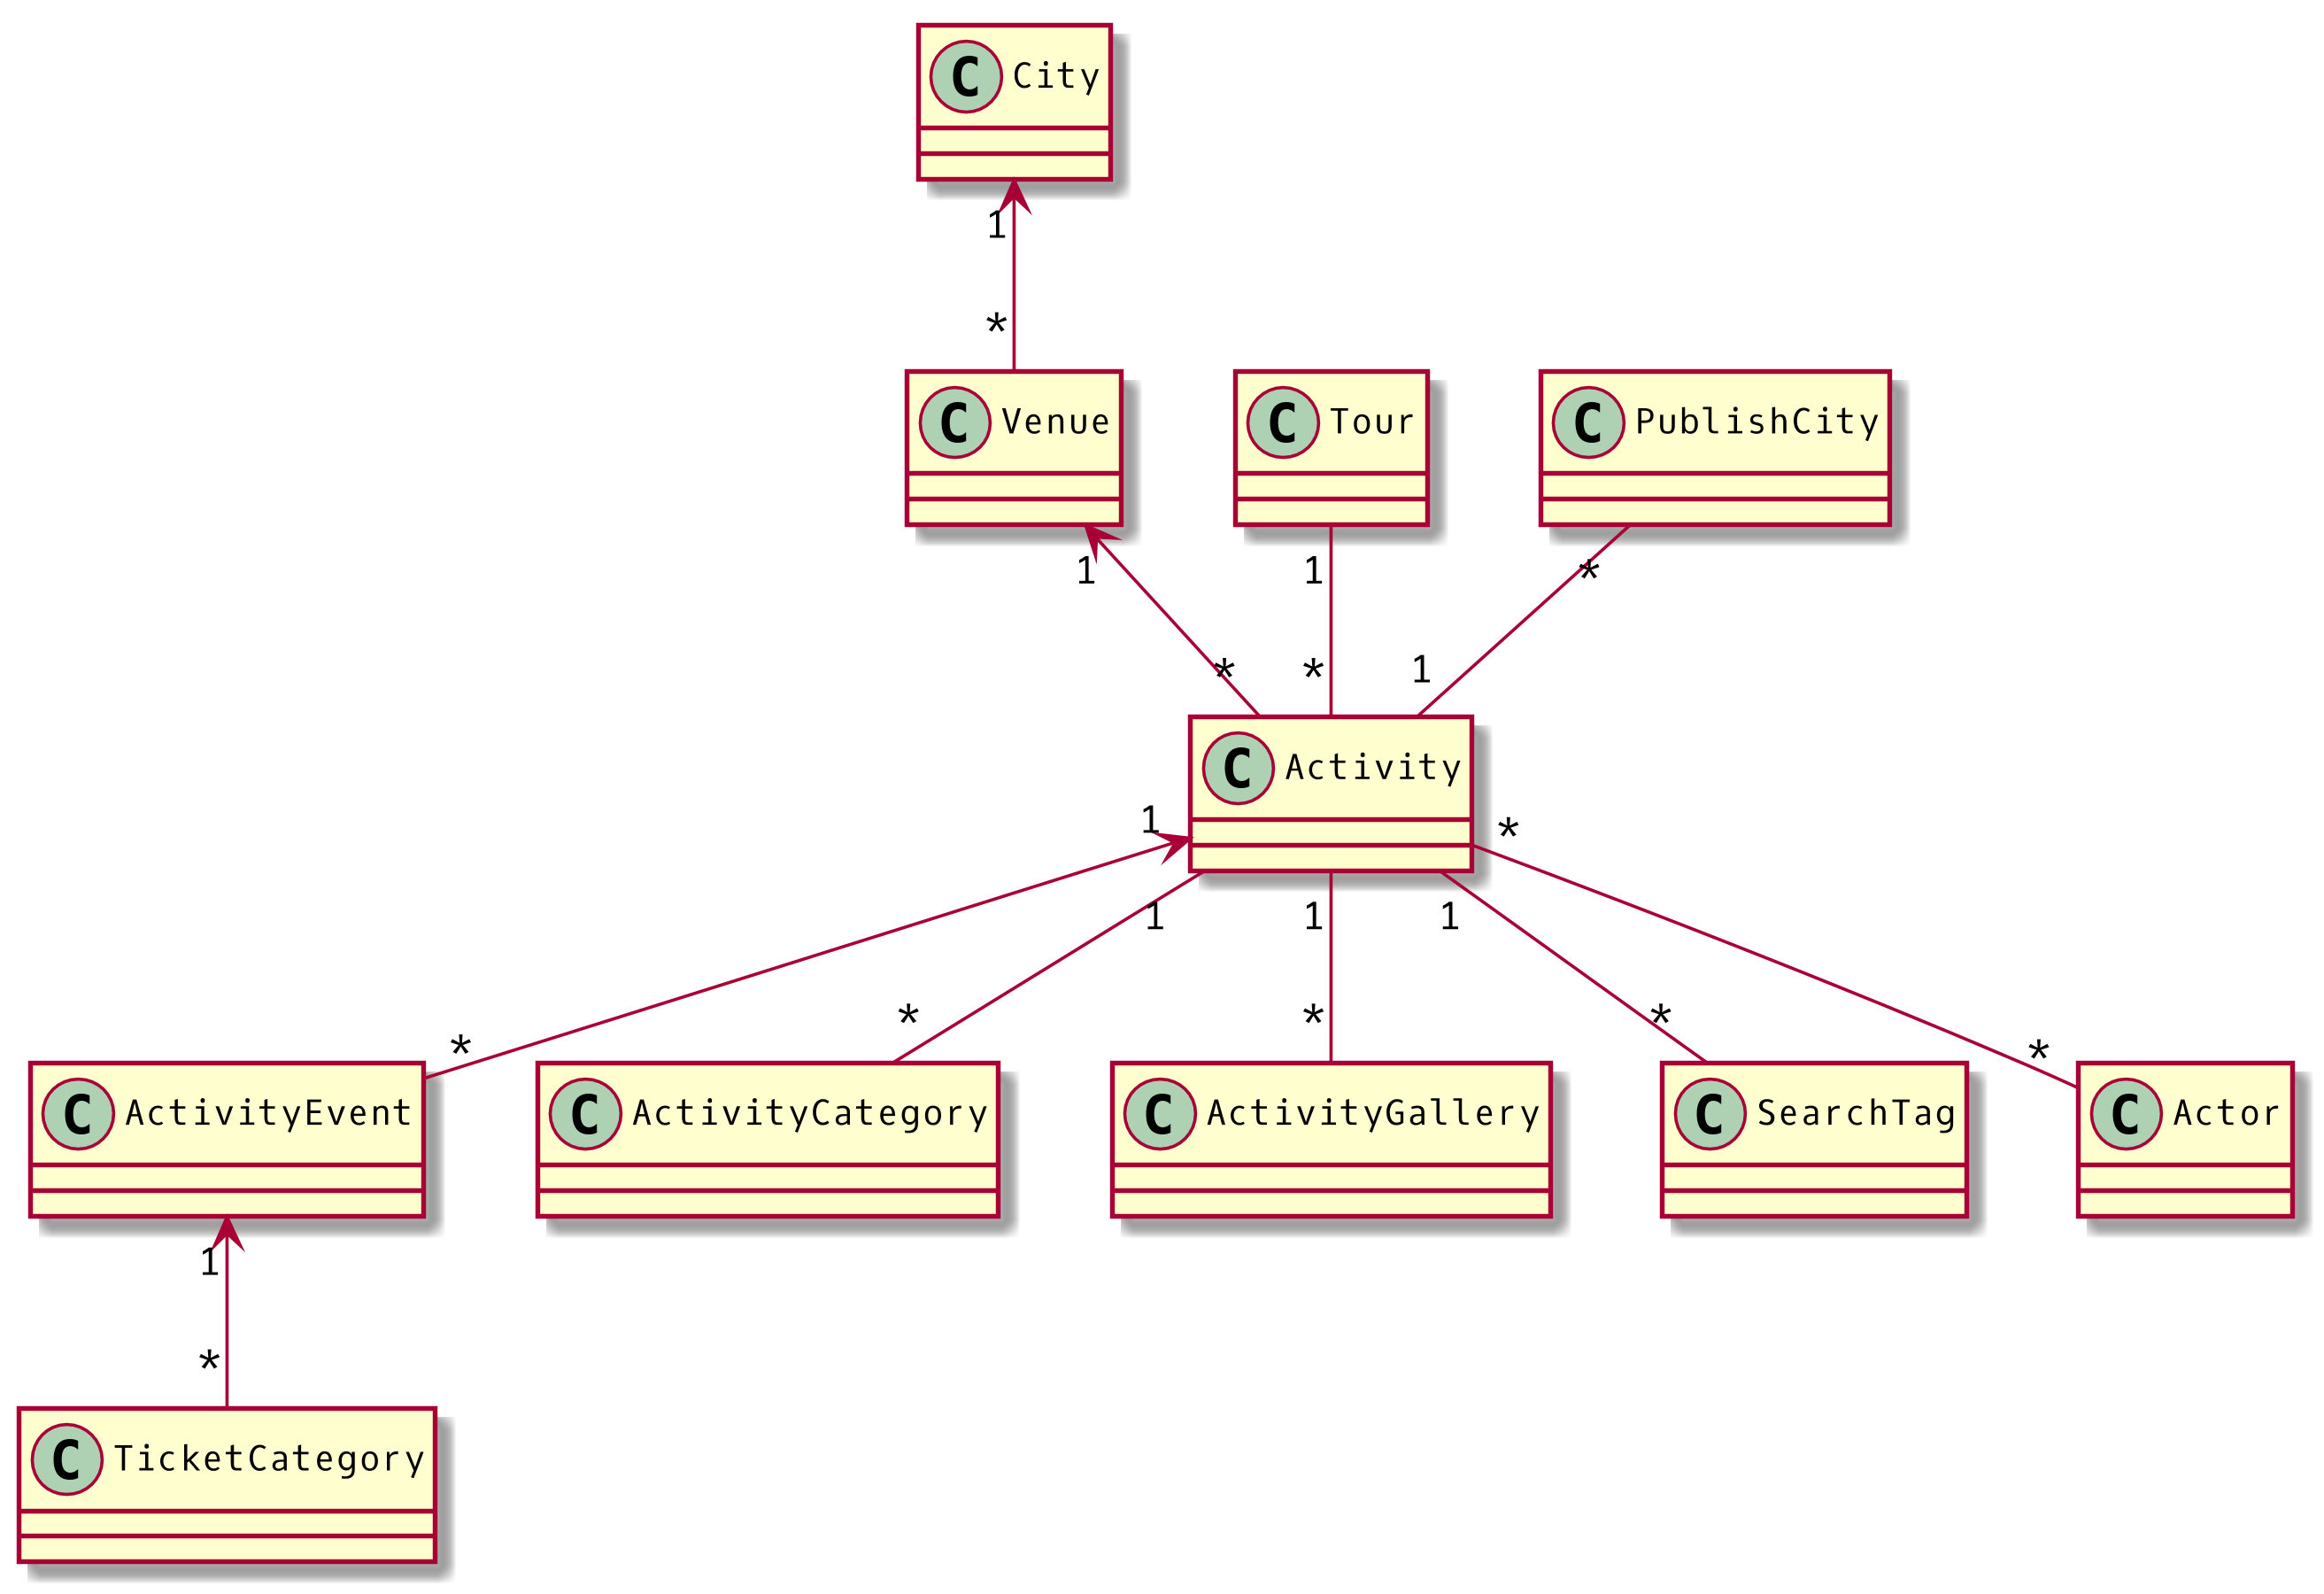 C City
1
*
C Venue
C Tour
C PublishCity
1
1
*
*
*
1
C Activity
1
*
1
1
1
*
*
*
*
*
C ActivityEvent
C ActivityCategory
C ActivityGallery
C SearchTag
C Actor
1
*
C TicketCategory